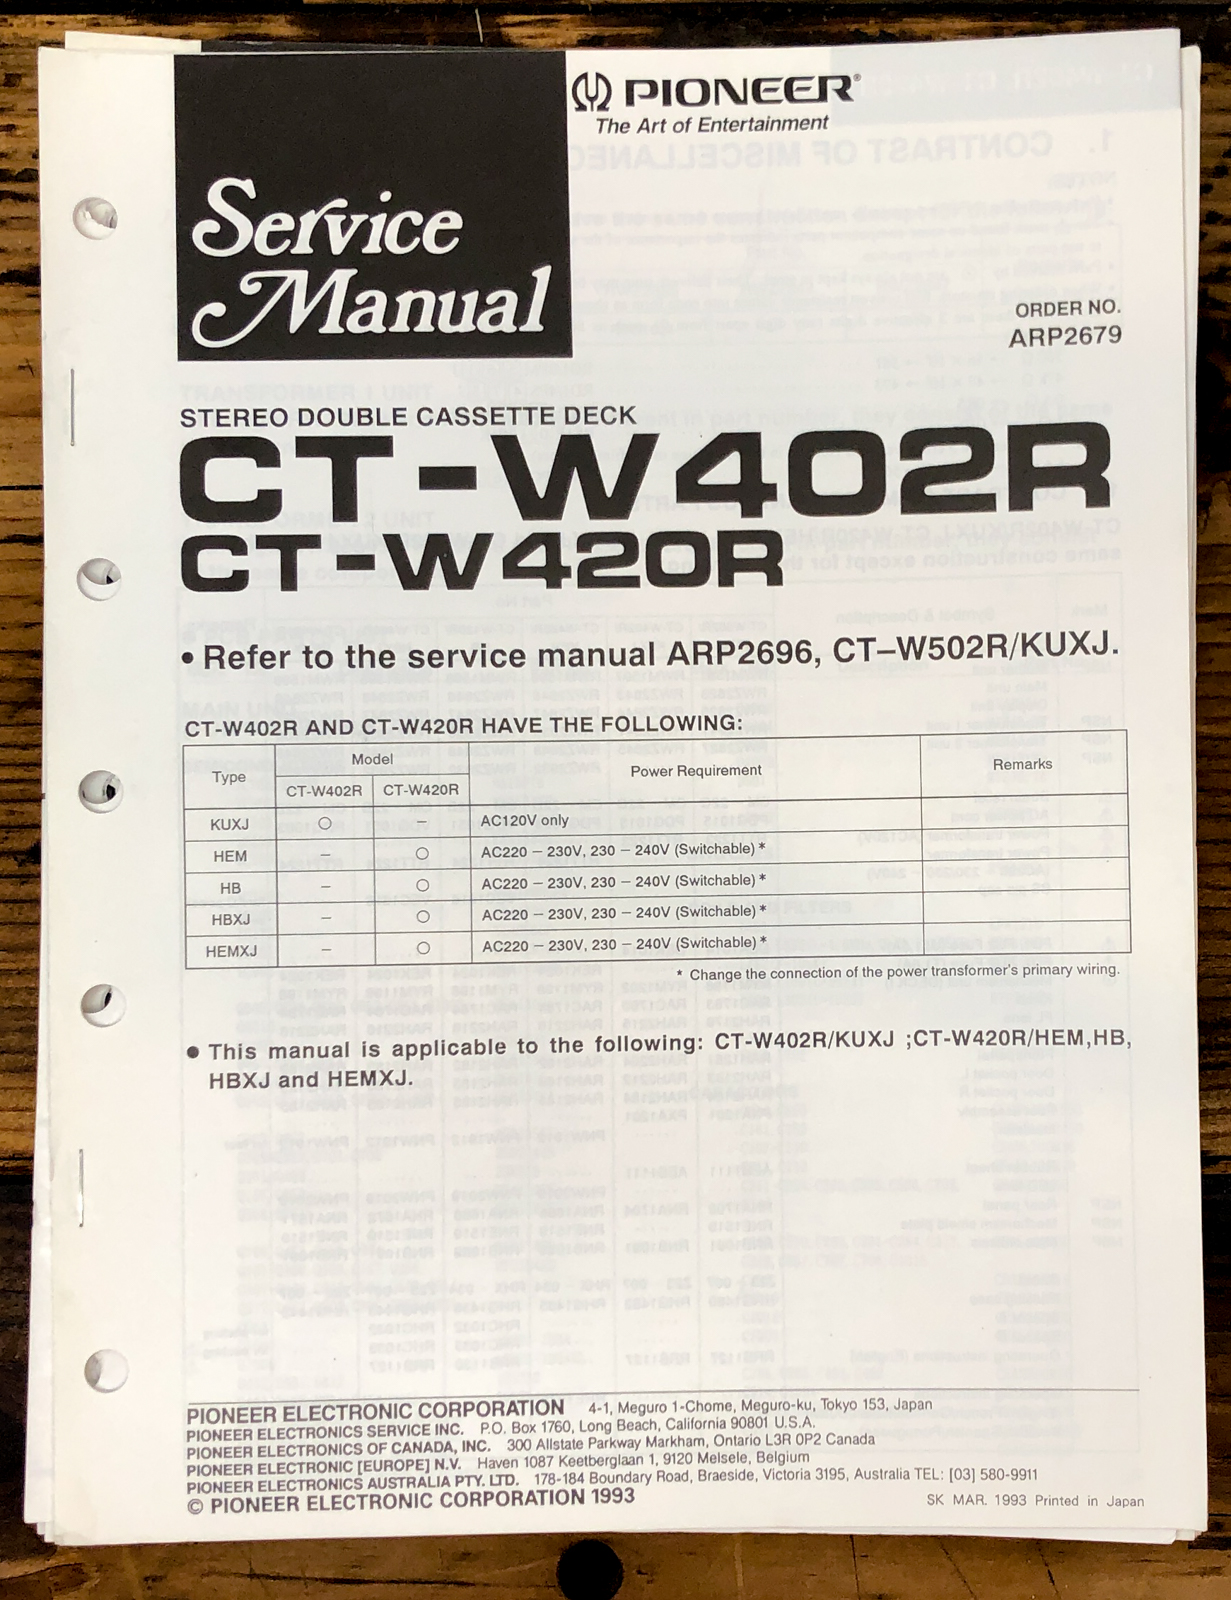 PIONEER®
The Art of Entertainment
Service
Manual
ORDER NO.
ARP2679
STEREO DOUBLE CASSETTE DECK
CT-W402R
CT-W420R
• Refer to the service manual ARP2696, CT–W502R/KUXJ.
CT-W402R AND CT-W420R HAVE THE FOLLOWING:
Type Model Power Requirement Remarks
CT-W402R CT-W420R
KUXJ ○ – AC120V only
HEM – ○ AC220 – 230V, 230 – 240V (Switchable) *
HB – ○ AC220 – 230V, 230 – 240V (Switchable) *
HBXJ – ○ AC220 – 230V, 230 – 240V (Switchable) *
HEMXJ – ○ AC220 – 230V, 230 – 240V (Switchable) *
* Change the connection of the power transformer's primary wiring.
● This manual is applicable to the following: CT-W402R/KUXJ ;CT-W420R/HEM,HB,
HBXJ and HEMXJ.
PIONEER ELECTRONIC CORPORATION 4-1, Meguro 1-Chome, Meguro-ku, Tokyo 153, Japan
PIONEER ELECTRONICS SERVICE INC. P.O. Box 1760, Long Beach, California 90801 U.S.A.
PIONEER ELECTRONICS OF CANADA, INC. 300 Allstate Parkway Markham, Ontario L3R 0P2 Canada
PIONEER ELECTRONIC [EUROPE] N.V. Haven 1087 Keetberglaan 1, 9120 Melsele, Belgium
PIONEER ELECTRONICS AUSTRALIA PTY. LTD. 178-184 Boundary Road, Braeside, Victoria 3195, Australia TEL: [03] 580-9911
© PIONEER ELECTRONIC CORPORATION 1993
SK MAR. 1993 Printed in Japan